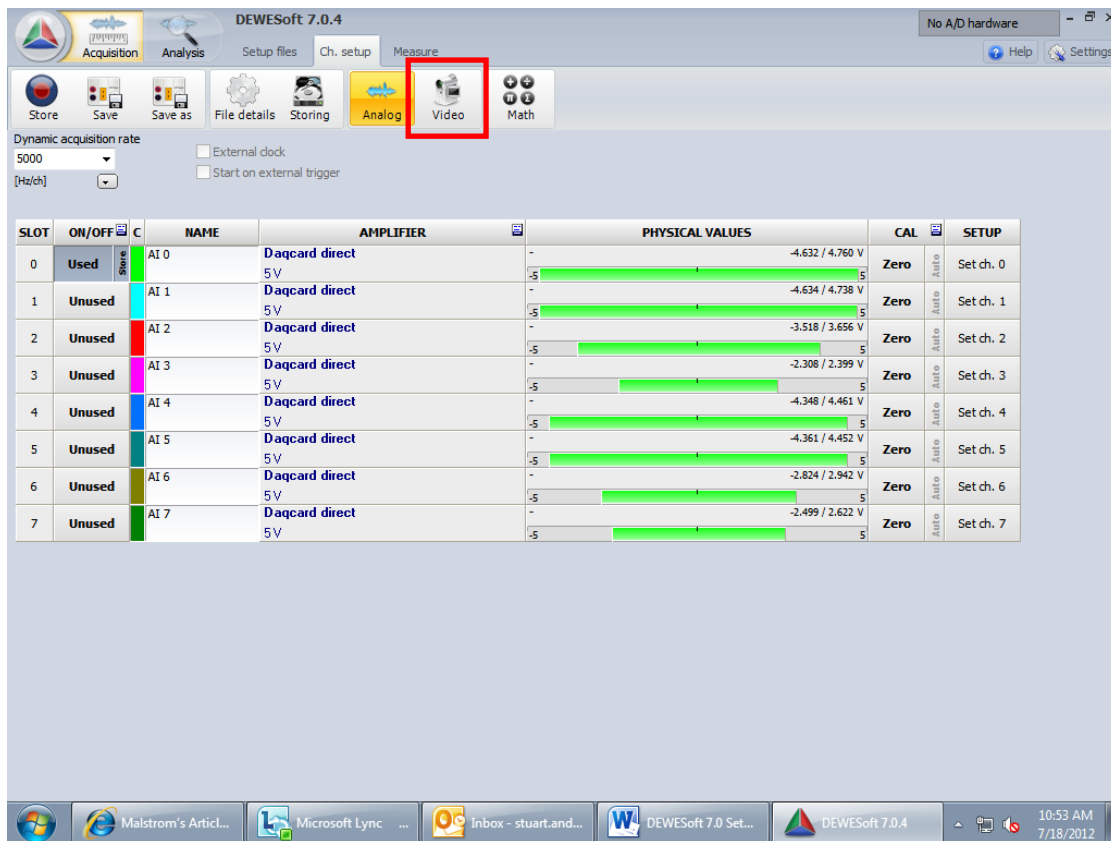 DEWESoft 7.0.4
No A/D hardware
Acquisition Analysis Setup files Ch. setup Measure
Help Settings
Store Save Save as File details Storing Analog Video Math
Dynamic acquisition rate
5000
[Hz/ch]
External clock
Start on external trigger
SLOT ON/OFF C NAME AMPLIFIER PHYSICAL VALUES CAL SETUP
0 Used Store AI 0 Daqcard direct - -4.632 / 4.760 V Zero Auto Set ch. 0
5 V -5 5
1 Unused AI 1 Daqcard direct - -4.634 / 4.738 V Zero Auto Set ch. 1
5 V -5 5
2 Unused AI 2 Daqcard direct - -3.518 / 3.656 V Zero Auto Set ch. 2
5 V -5 5
3 Unused AI 3 Daqcard direct - -2.308 / 2.399 V Zero Auto Set ch. 3
5 V -5 5
4 Unused AI 4 Daqcard direct - -4.348 / 4.461 V Zero Auto Set ch. 4
5 V -5 5
5 Unused AI 5 Daqcard direct - -4.361 / 4.452 V Zero Auto Set ch. 5
5 V -5 5
6 Unused AI 6 Daqcard direct - -2.824 / 2.942 V Zero Auto Set ch. 6
5 V -5 5
7 Unused AI 7 Daqcard direct - -2.499 / 2.622 V Zero Auto Set ch. 7
5 V -5 5
Malstrom's Articl... Microsoft Lync ... Inbox - stuart.and... DEWESoft 7.0 Set... DEWESoft 7.0.4
10:53 AM
7/18/2012